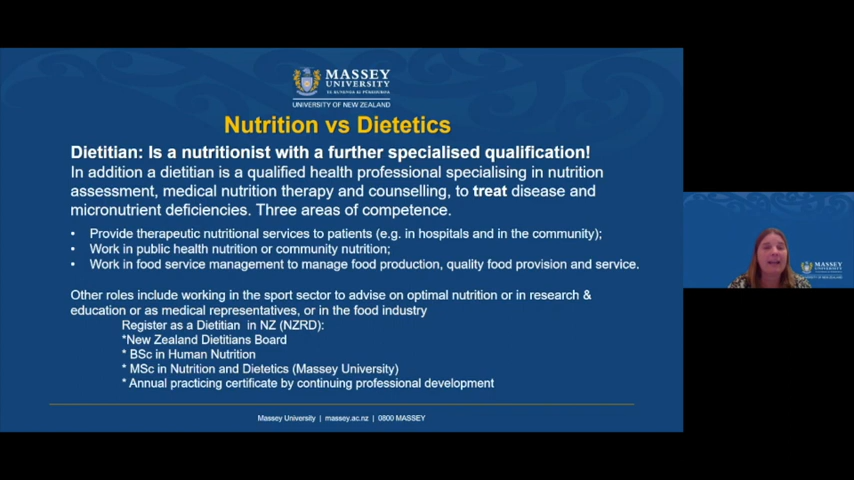 MASSEY
UNIVERSITY
TE KUNENGA KI PŪREHUROA
UNIVERSITY OF NEW ZEALAND
Nutrition vs Dietetics
Dietitian: Is a nutritionist with a further specialised qualification!
In addition a dietitian is a qualified health professional specialising in nutrition
assessment, medical nutrition therapy and counselling, to treat disease and
micronutrient deficiencies. Three areas of competence.
• Provide therapeutic nutritional services to patients (e.g. in hospitals and in the community);
• Work in public health nutrition or community nutrition;
• Work in food service management to manage food production, quality food provision and service.
Other roles include working in the sport sector to advise on optimal nutrition or in research &
education or as medical representatives, or in the food industry
Register as a Dietitian in NZ (NZRD):
*New Zealand Dietitians Board
* BSc in Human Nutrition
* MSc in Nutrition and Dietetics (Massey University)
* Annual practicing certificate by continuing professional development
Massey University | massey.ac.nz | 0800 MASSEY
MASSEY
UNIVERSITY